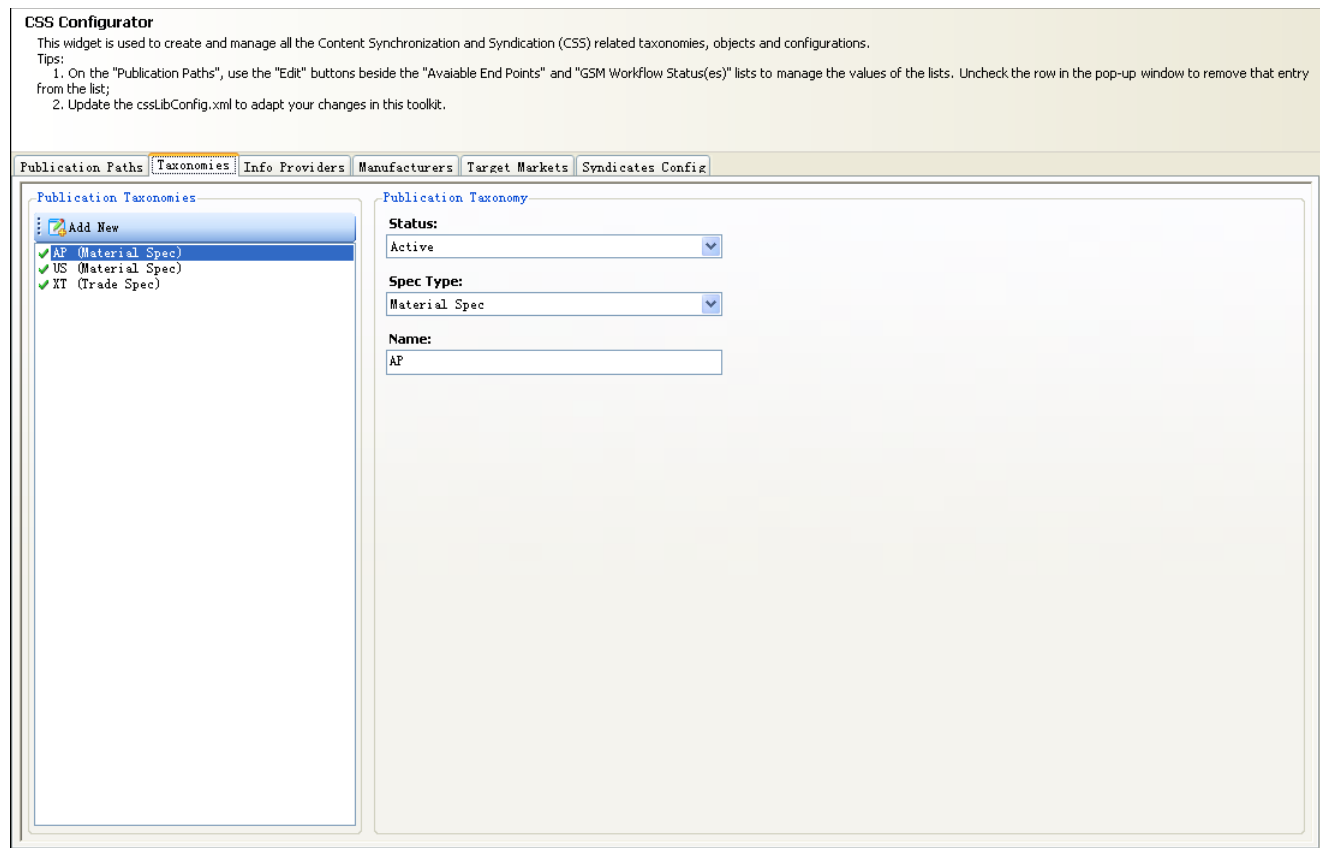 CSS Configurator
This widget is used to create and manage all the Content Synchronization and Syndication (CSS) related taxonomies, objects and configurations.
Tips:
1. On the "Publication Paths", use the "Edit" buttons beside the "Avaiable End Points" and "GSM Workflow Status(es)" lists to manage the values of the lists. Uncheck the row in the pop-up window to remove that entry
from the list;
2. Update the cssLibConfig.xml to adapt your changes in this toolkit.
Publication Paths Taxonomies Info Providers Manufacturers Target Markets Syndicates Config
Publication Taxonomies
Add New
AP (Material Spec)
US (Material Spec)
XT (Trade Spec)
Publication Taxonomy
Status:
Active
Spec Type:
Material Spec
Name:
AP